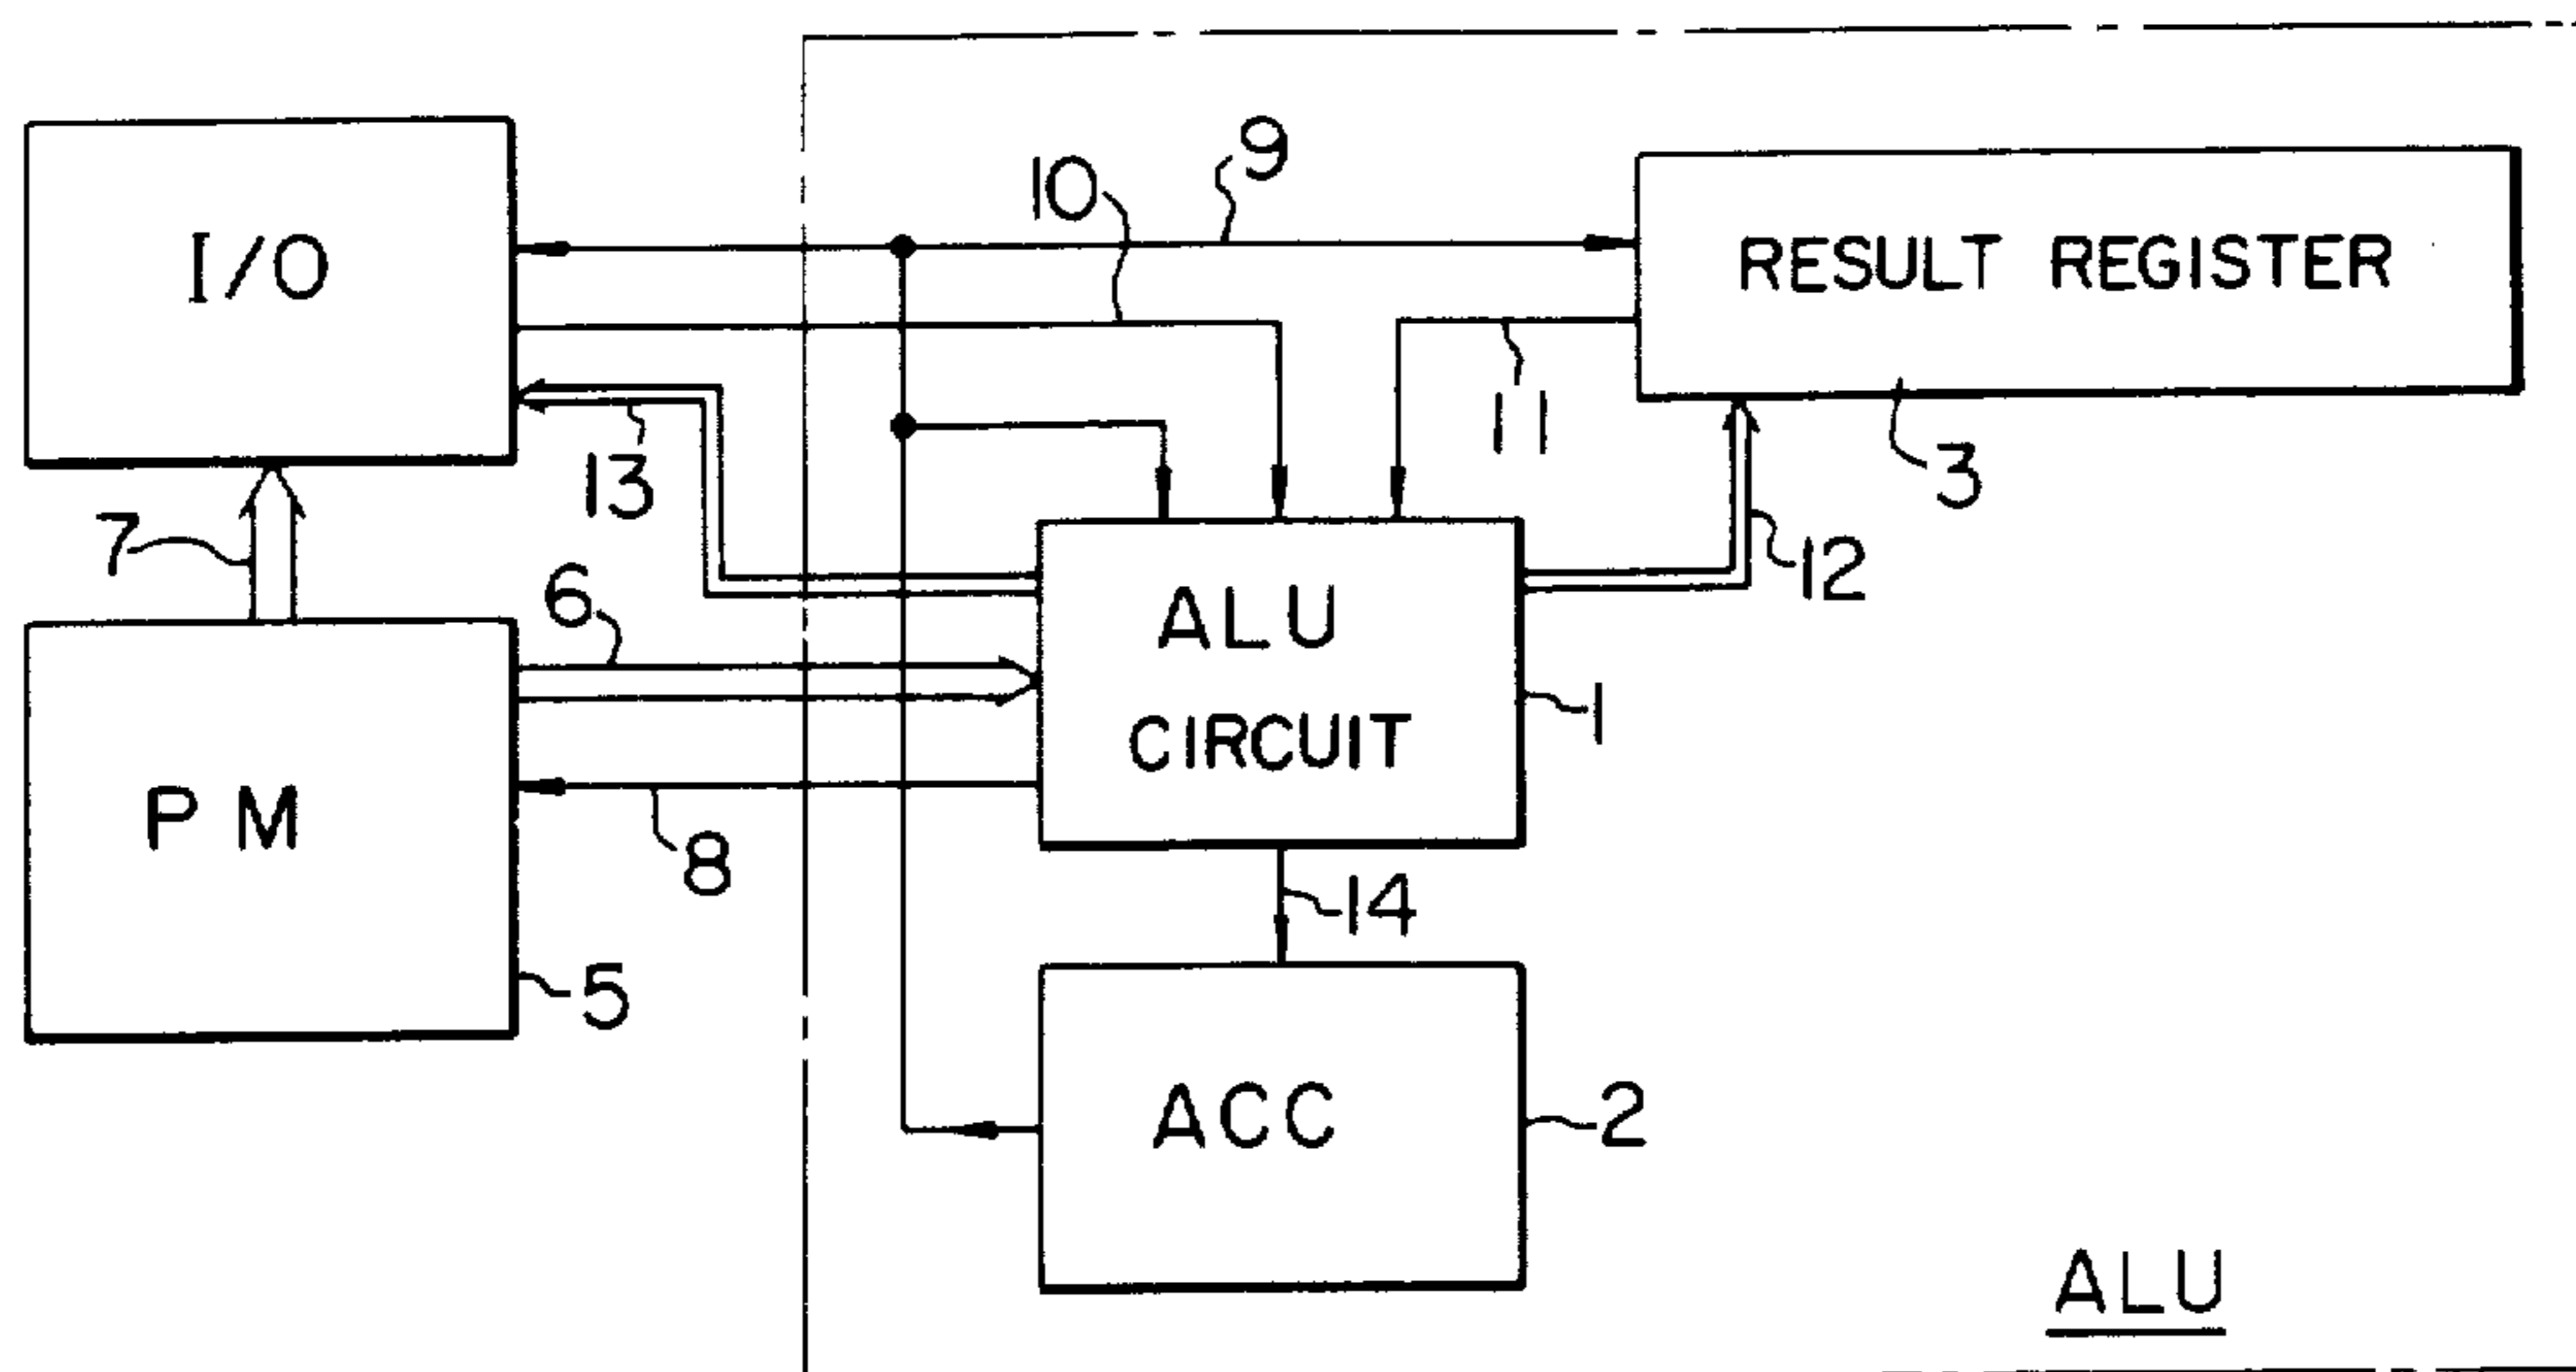 9
10
I/O
RESULT REGISTER
11
13
3
7
12
6
ALU
CIRCUIT
1
PM
8
14
5
ACC
2
ALU